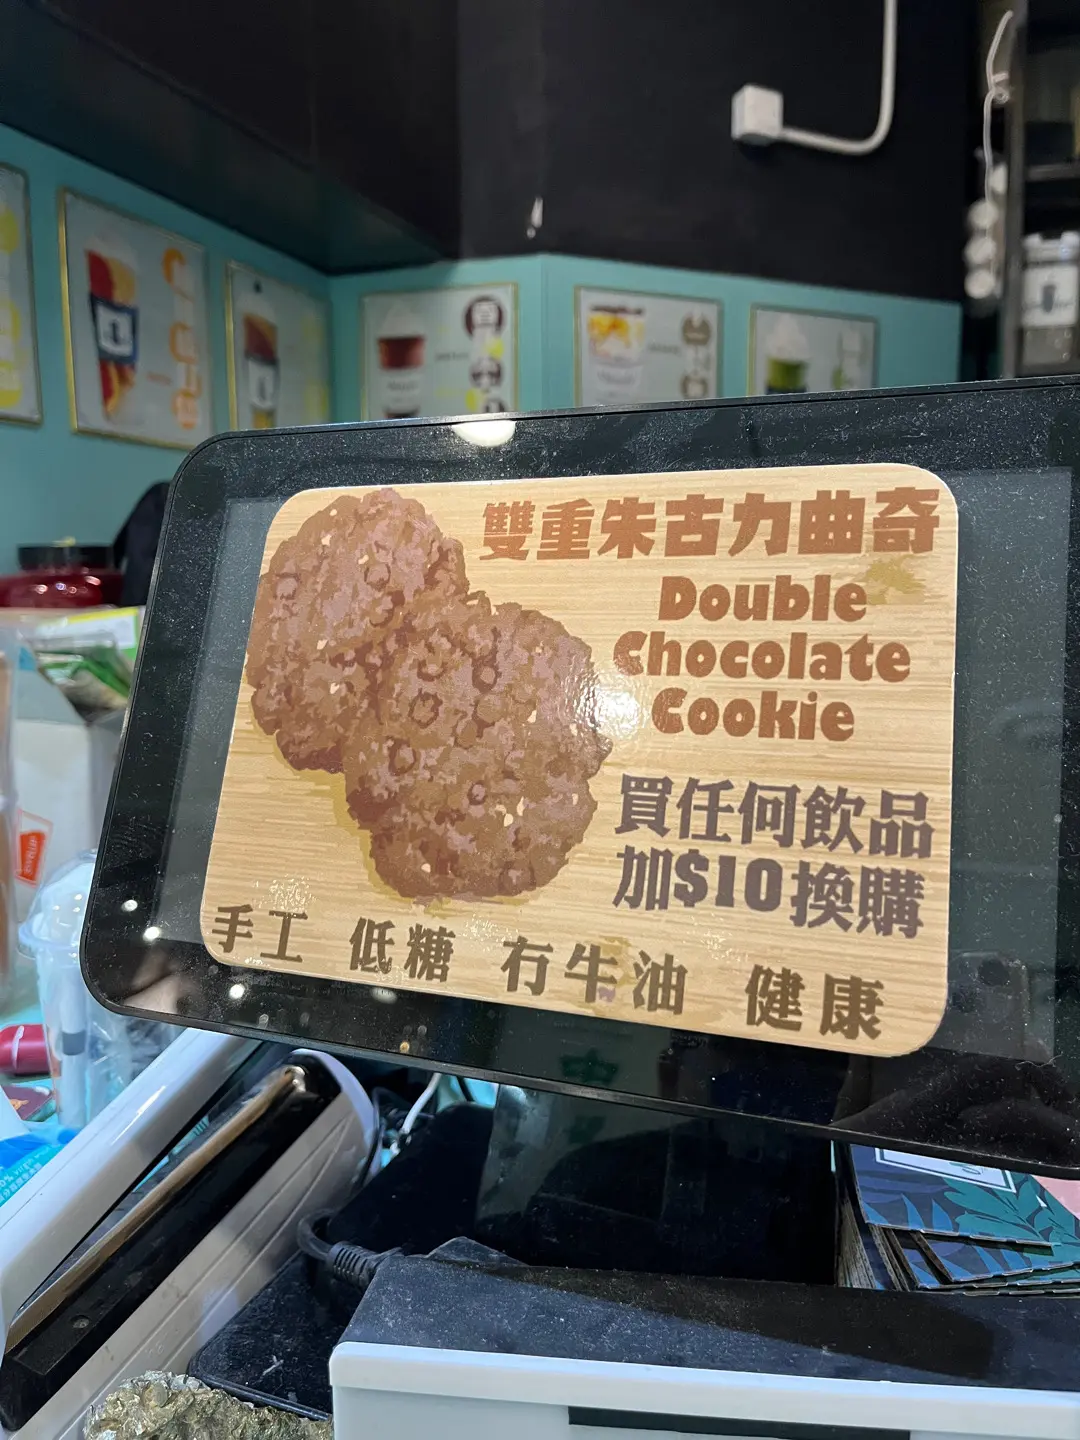 雙重朱古力曲奇
Double
Chocolate
Cookie
買任何飲品
加$10換購
手工 低糖 冇牛油 健康